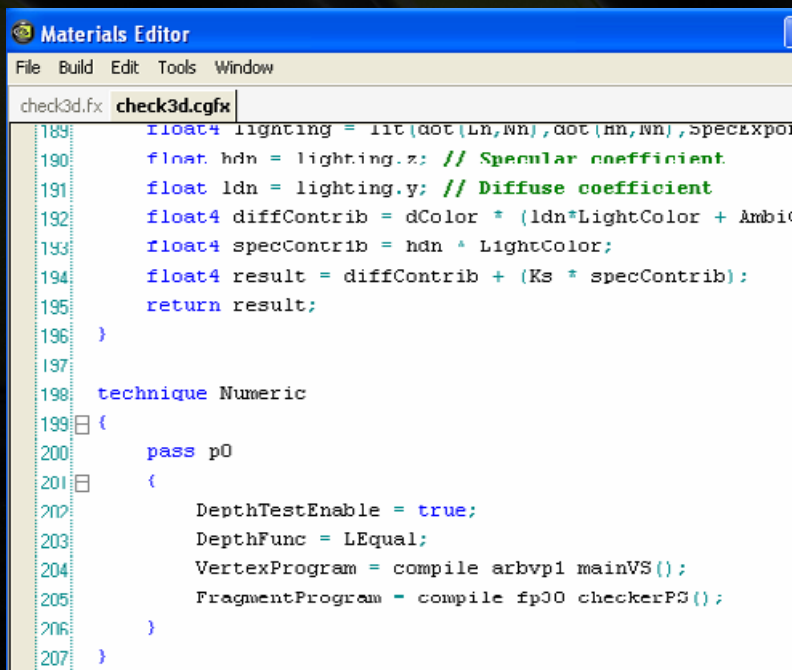 Materials Editor
File Build Edit Tools Window
check3d.fx check3d.cgfx
189 float4 lighting = lit(dot(Ln,Nn),dot(Hn,Nn),SpecExpon
190 float hdn = lighting.z; // Specular coefficient
191 float ldn = lighting.y; // Diffuse coefficient
192 float4 diffContrib = dColor * (ldn*LightColor + Ambi
193 float4 specContrib = hdn * LightColor;
194 float4 result = diffContrib + (Ks * specContrib);
195 return result;
196 }
197
198 technique Numeric
199 {
200 pass p0
201 {
202 DepthTestEnable = true;
203 DepthFunc = LEqual;
204 VertexProgram = compile arbvp1 mainVS();
205 FragmentProgram = compile fp30 checkerPS();
206 }
207 }